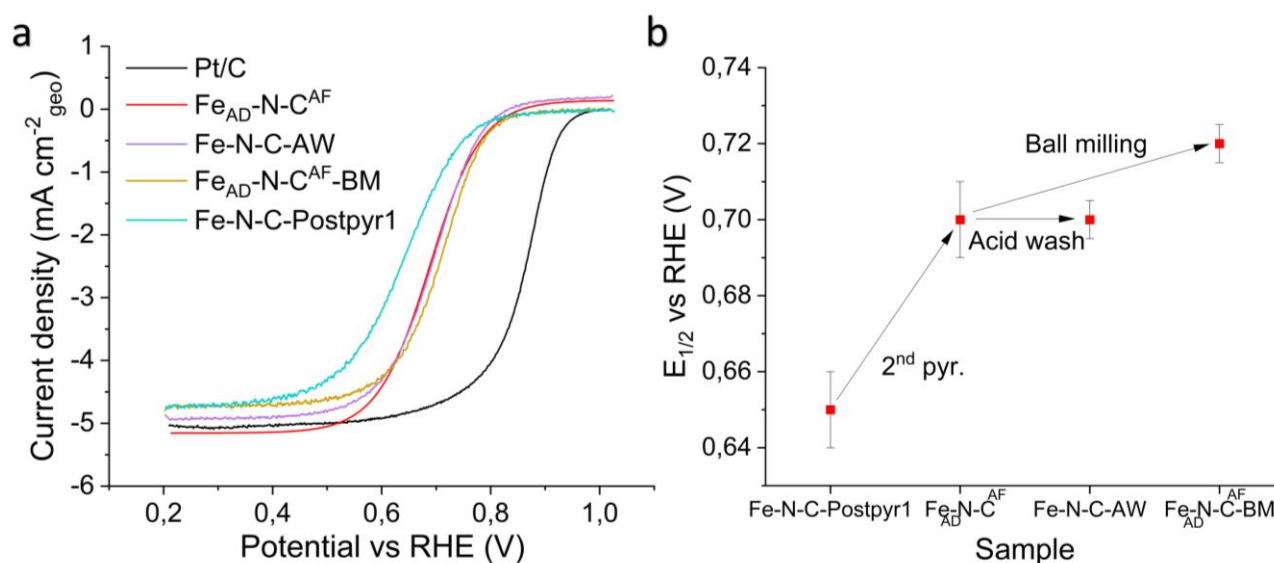 a
Current density (mA cm⁻²geo)
1
0
-1
-2
-3
-4
-5
-6
Pt/C
FeAD-N-CAF
Fe-N-C-AW
FeAD-N-CAF-BM
Fe-N-C-Postpyr1
0,2
0,4
0,6
0,8
1,0
Potential vs RHE (V)
b
E1/2 vs RHE (V)
0,74
0,72
0,70
0,68
0,66
0,64
Ball milling
Acid wash
2nd pyr.
Fe-N-C-Postpyr1
FeAD-N-CAF
Fe-N-C-AW
FeAD-N-CAF-BM
Sample